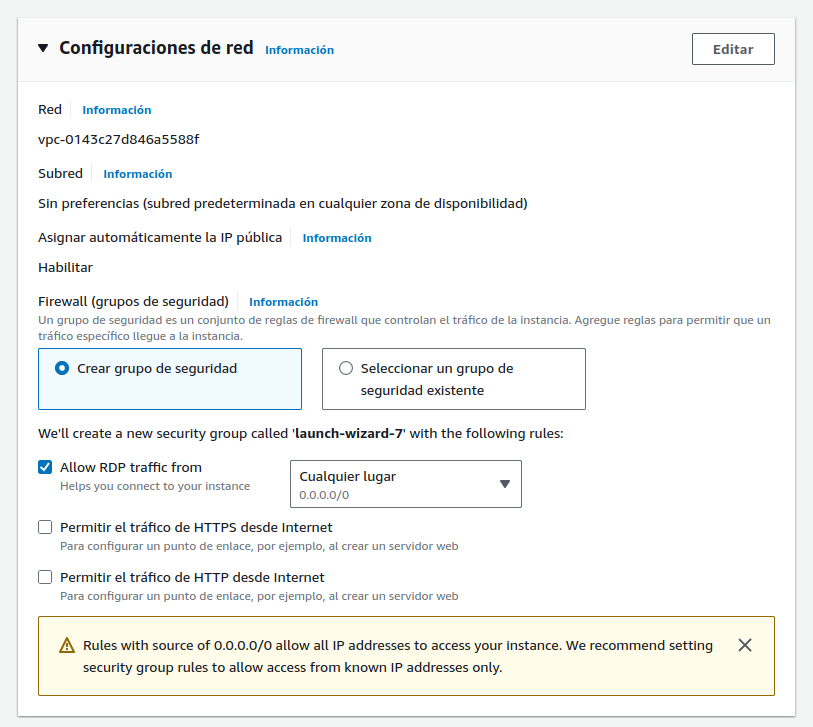 Configuraciones de red Información Editar
Red Información
vpc-0143c27d846a5588f
Subred Información
Sin preferencias (subred predeterminada en cualquier zona de disponibilidad)
Asignar automáticamente la IP pública Información
Habilitar
Firewall (grupos de seguridad) Información
Un grupo de seguridad es un conjunto de reglas de firewall que controlan el tráfico de la instancia. Agregue reglas para permitir que un
tráfico específico llegue a la instancia.
Crear grupo de seguridad
Seleccionar un grupo de
seguridad existente
We'll create a new security group called 'launch-wizard-7' with the following rules:
Allow RDP traffic from
Helps you connect to your instance
Cualquier lugar
0.0.0.0/0
Permitir el tráfico de HTTPS desde Internet
Para configurar un punto de enlace, por ejemplo, al crear un servidor web
Permitir el tráfico de HTTP desde Internet
Para configurar un punto de enlace, por ejemplo, al crear un servidor web
Rules with source of 0.0.0.0/0 allow all IP addresses to access your instance. We recommend setting
security group rules to allow access from known IP addresses only.